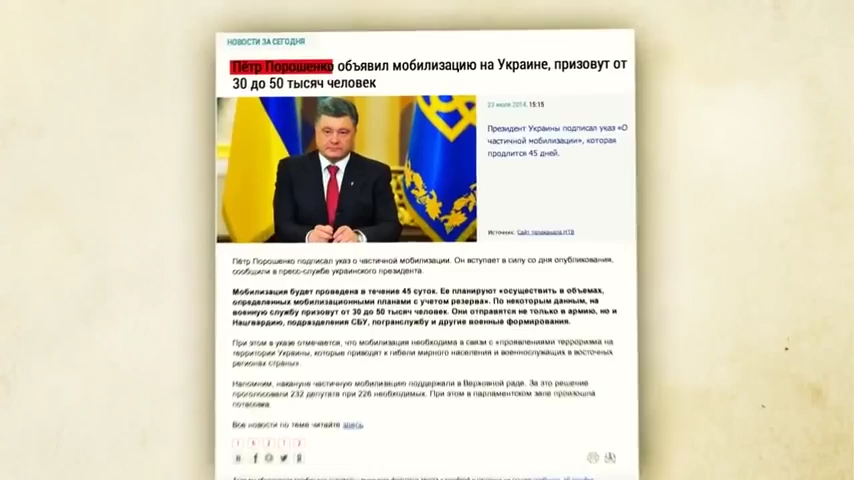 НОВОСТИ ЗА СЕГОДНЯ
Пётр Порошенко объявил мобилизацию на Украине, призовут от
30 до 50 тысяч человек
23 июля 2014, 15:15
Президент Украины подписал указ «О
частичной мобилизации», которая
продлится 45 дней.
Источник: Сайт телеканала НТВ
Пётр Порошенко подписал указ о частичной мобилизации. Он вступает в силу со дня опубликования,
сообщили в пресс-службе украинского президента.
Мобилизация будет проведена в течение 45 суток. Ее планируют «осуществить в объемах,
определенных мобилизационными планами с учетом резерва». По некоторым данным, на
военную службу призовут от 30 до 50 тысяч человек. Они отправятся не только в армию, но и
Нацгвардию, подразделения СБУ, погранслужбу и другие военные формирования.
При этом в указе отмечается, что мобилизация необходима в связи с «проявлениями терроризма на
территории Украины, которые приводят к гибели мирного населения и военнослужащих в восточных
регионах страны».
Напомним, накануне частичную мобилизацию поддержали в Верховной раде. За это решение
проголосовали 232 депутата при 226 необходимых. При этом в парламентском зале произошла
потасовка.
Все новости по теме читайте здесь